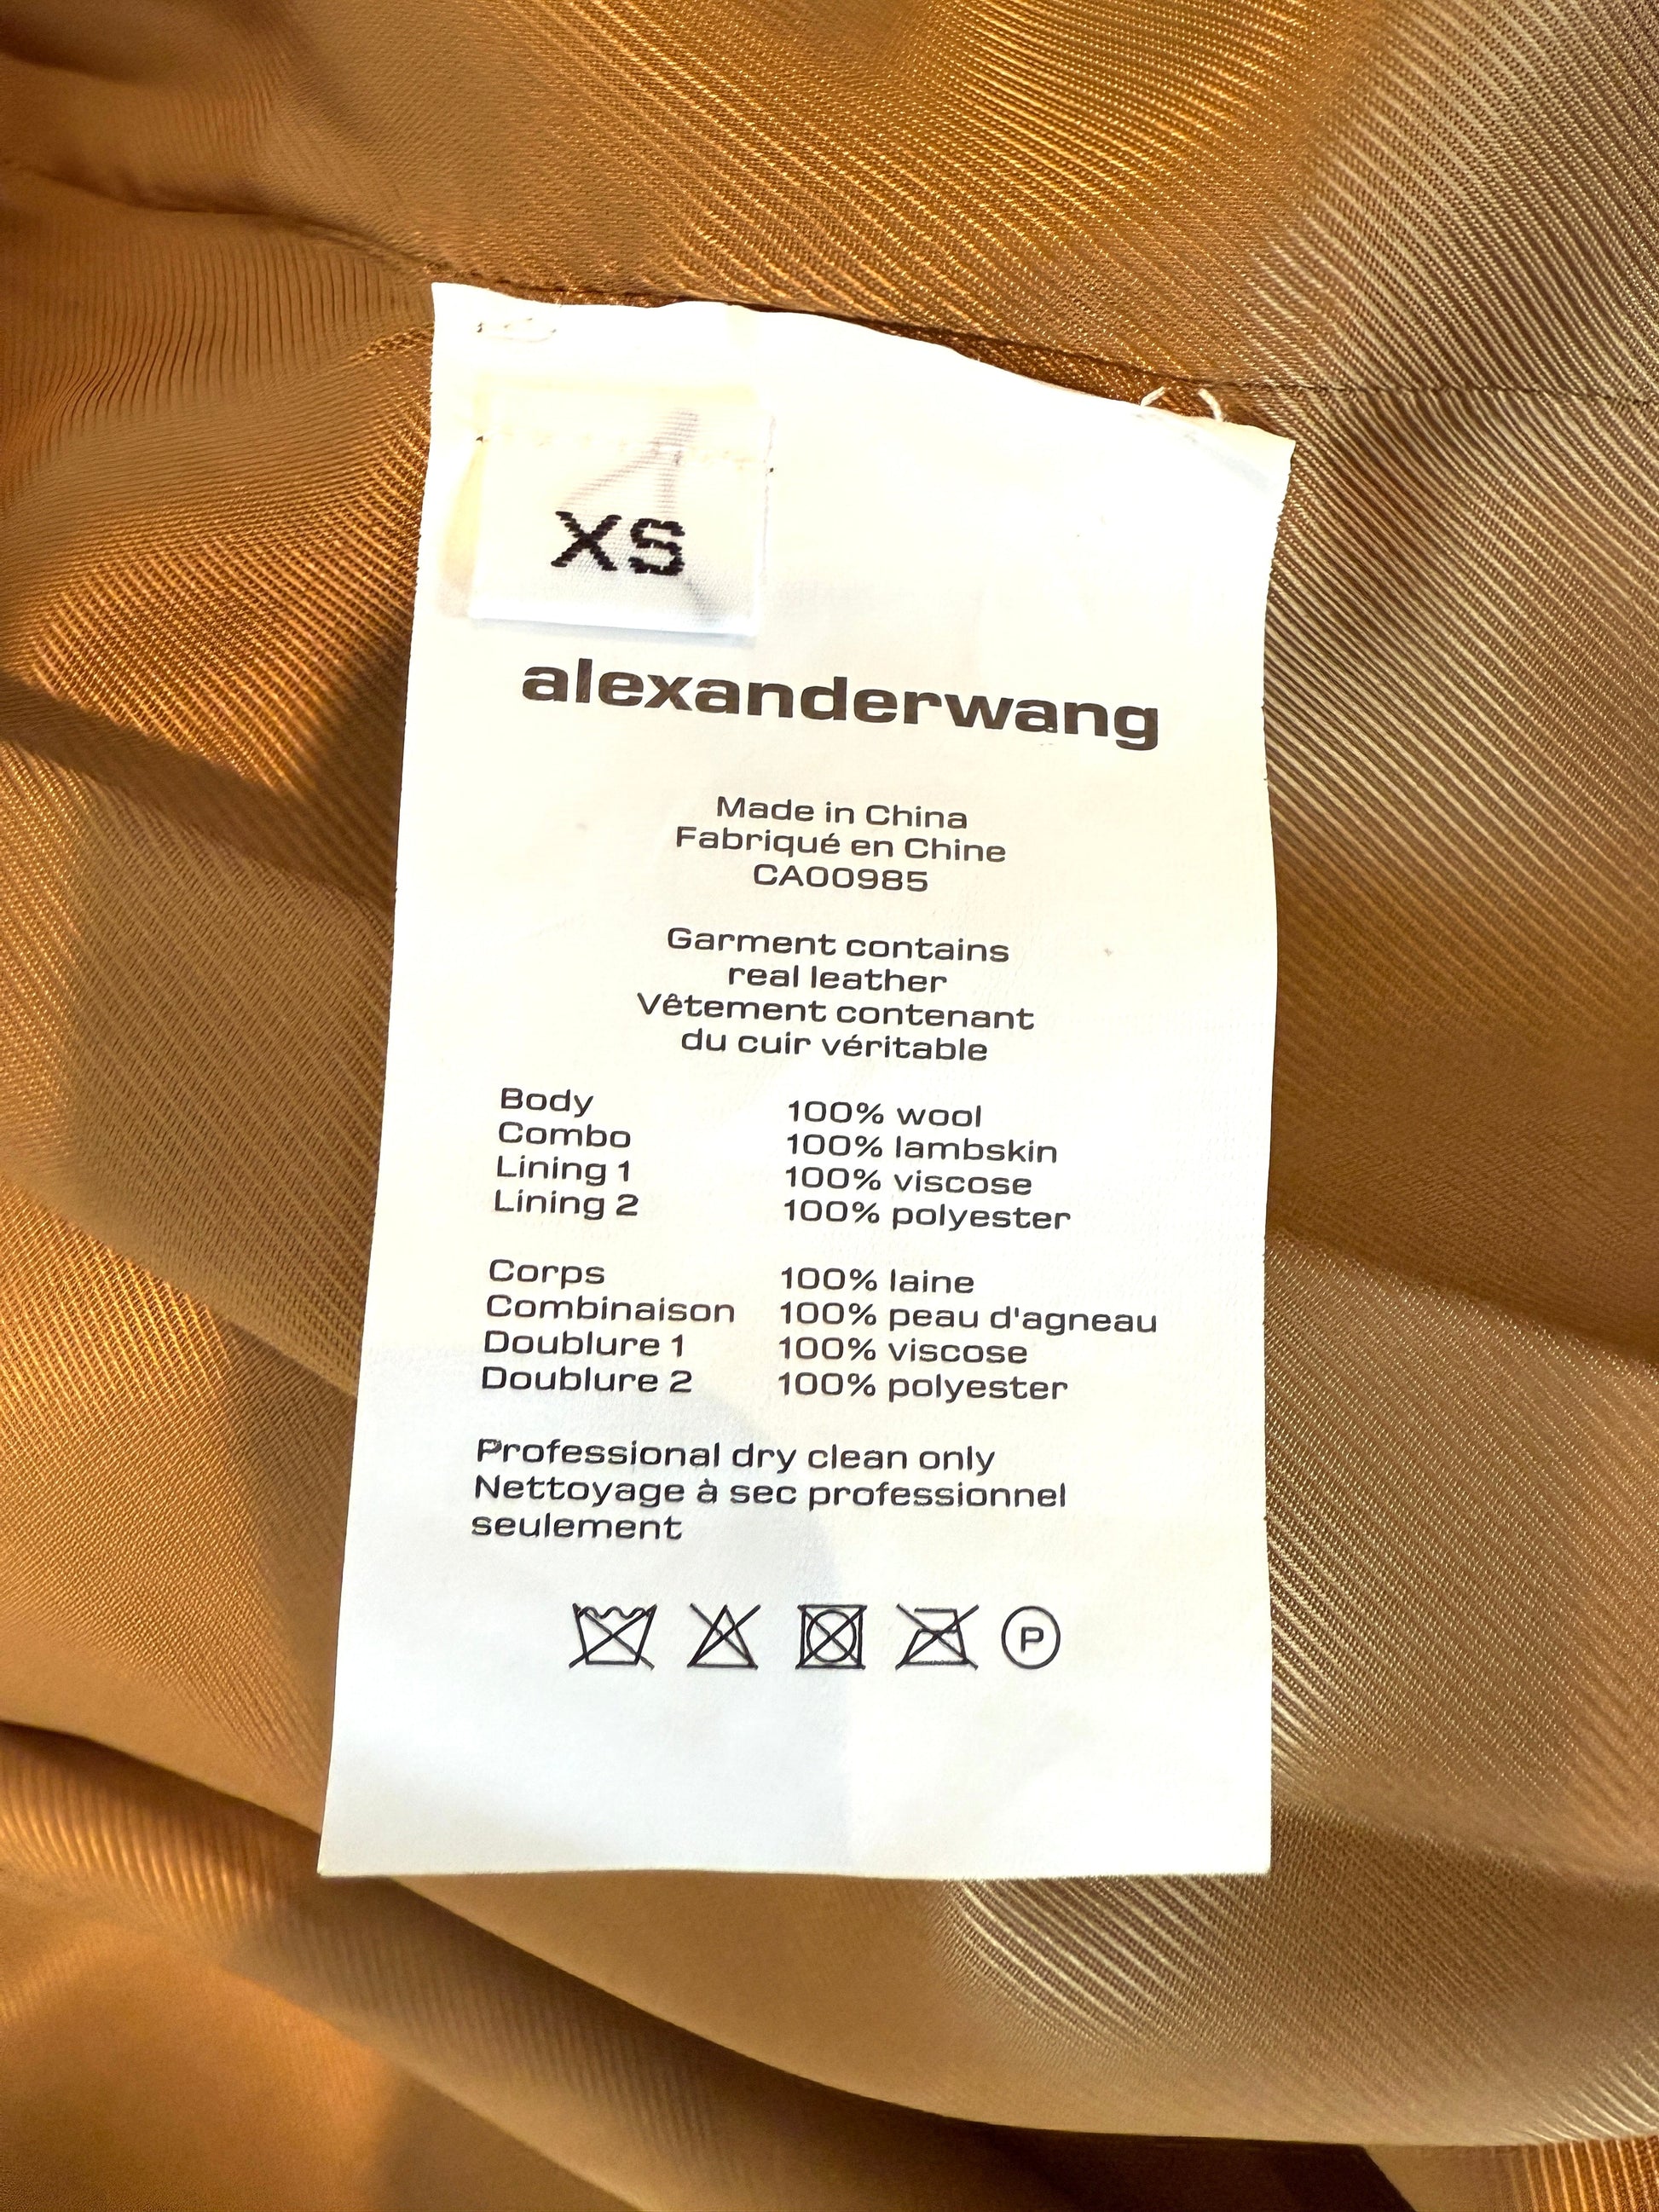 XS
alexanderwang
Made in China
Fabriqué en Chine
CA00985
Garment contains
real leather
Vêtement contenant
du cuir véritable
Body 100% wool
Combo 100% lambskin
Lining 1 100% viscose
Lining 2 100% polyester
Corps 100% laine
Combinaison 100% peau d'agneau
Doublure 1 100% viscose
Doublure 2 100% polyester
Professional dry clean only
Nettoyage à sec professionnel
seulement
P